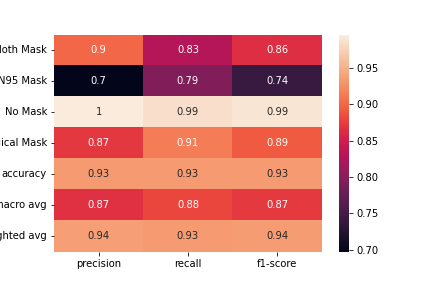 oth Mask 0.9 0.83 0.86
N95 Mask 0.7 0.79 0.74
No Mask 1 0.99 0.99
ical Mask 0.87 0.91 0.89
accuracy 0.93 0.93 0.93
acro avg 0.87 0.88 0.87
ghted avg 0.94 0.93 0.94
precision recall f1-score
0.95
0.90
0.85
0.80
0.75
0.70